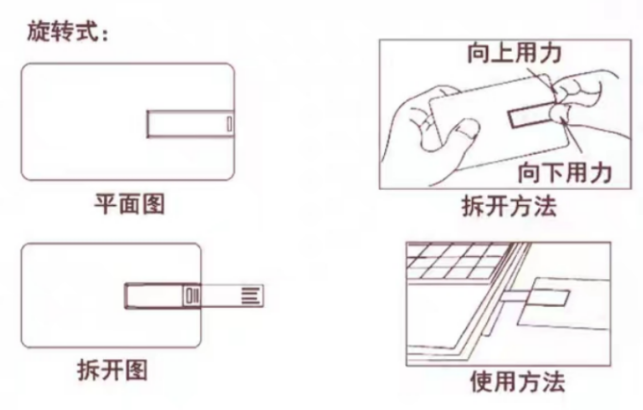 旋转式：
向上用力
向下用力
平面图
拆开方法
拆开图
使用方法